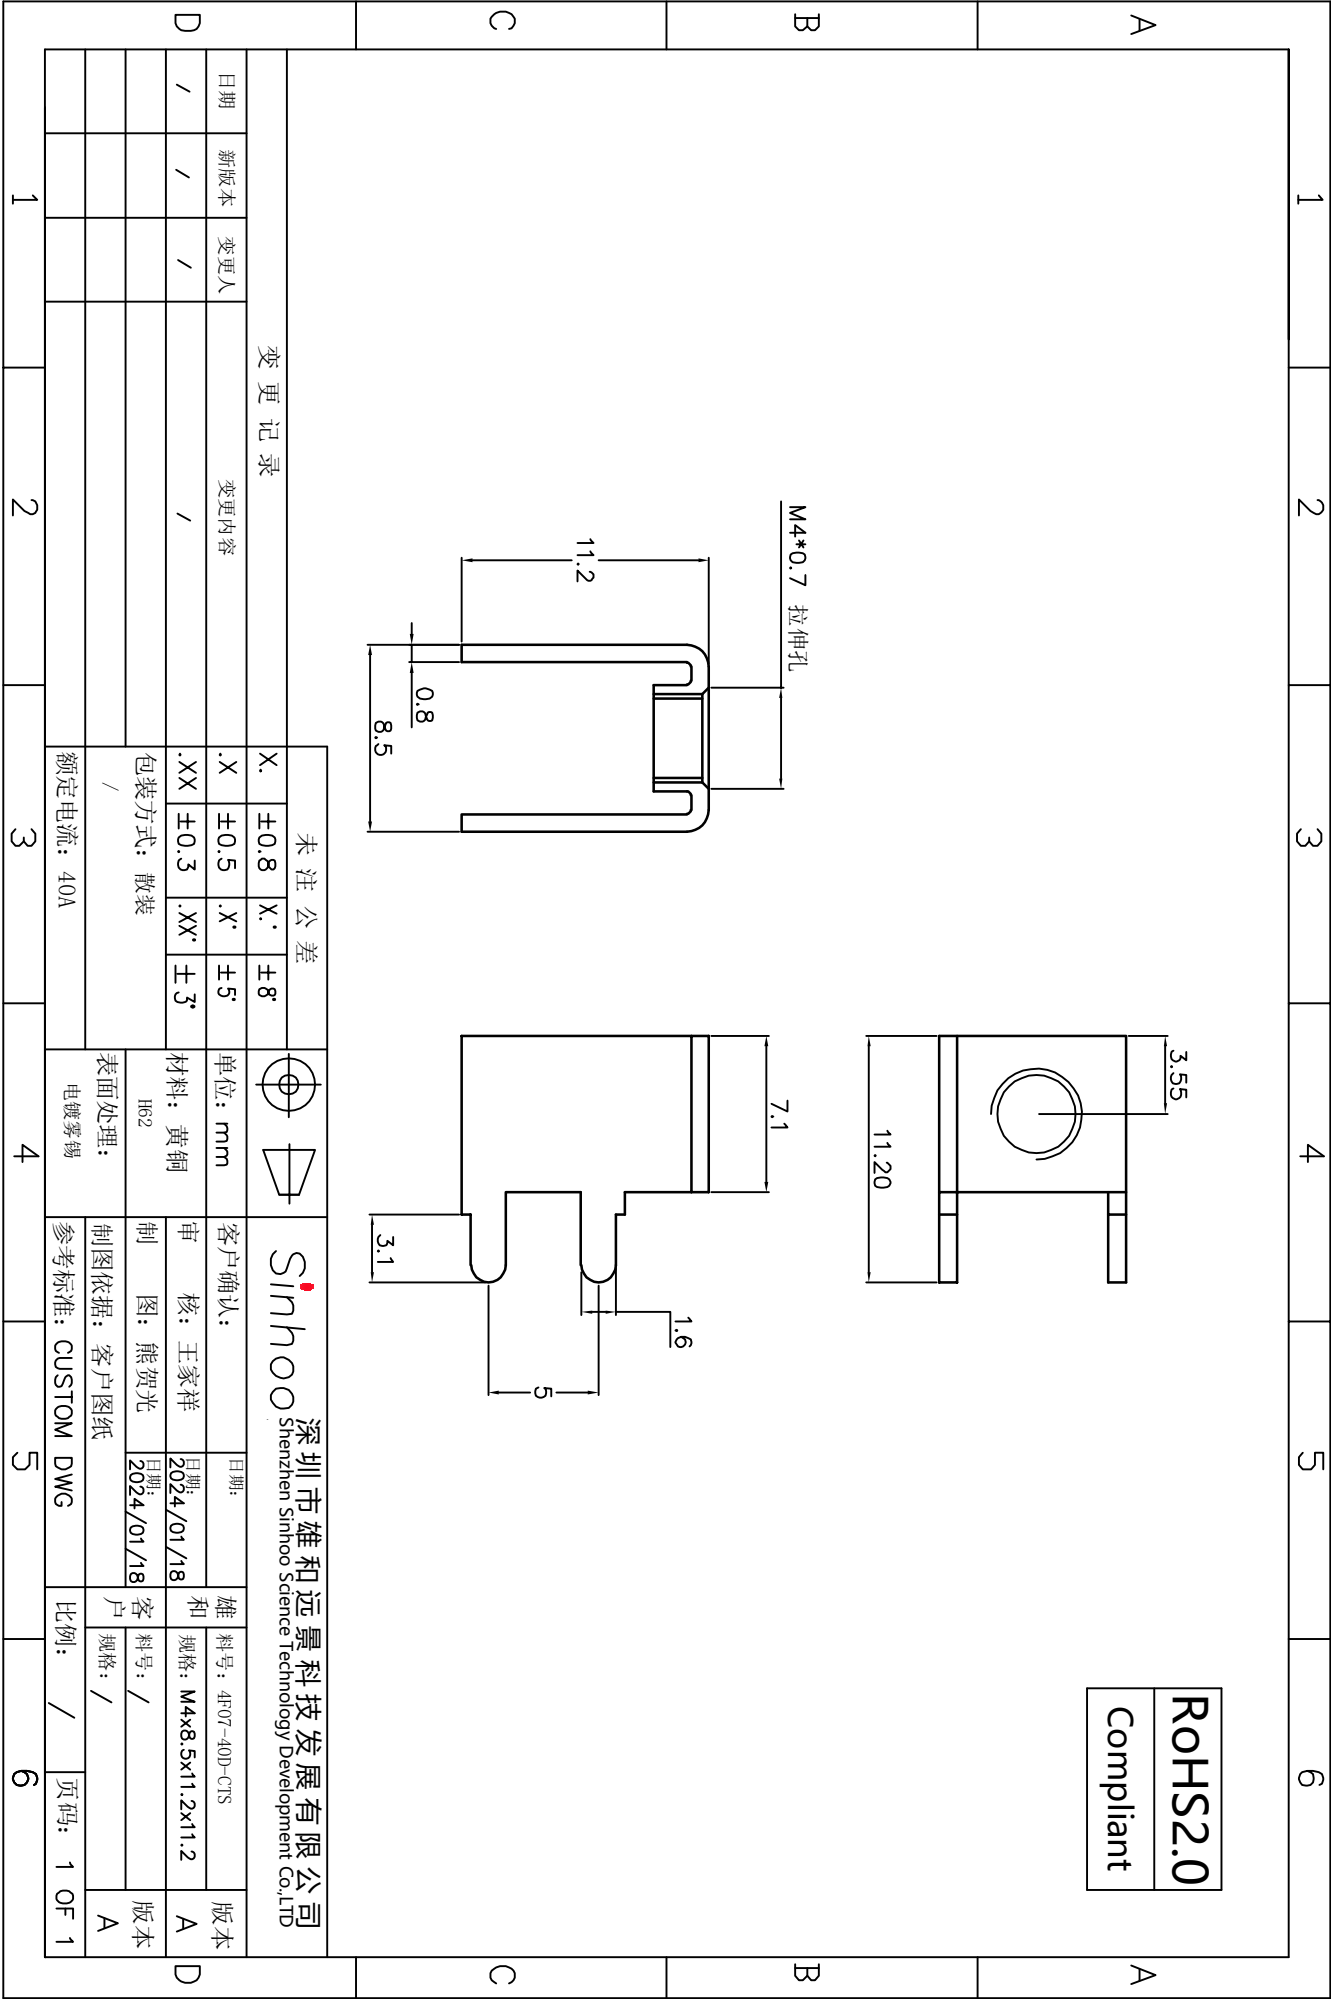 1 2 3 4 5 6
A
B
C
D
A
B
C
D
RoHS2.0
Compliant
3.55
11.20
M4*0.7 拉伸孔
11.2
0.8
8.5
7.1
3.1
1.6
5
变更记录
日期 新版本 变更人 变更内容
/ / / /
未注公差
X. ±0.8 X.° ±8°
.X ±0.5 .X° ±5°
.XX ±0.3 .XX° ±3°
包装方式: 散装
/
额定电流: 40A
单位: mm
材料: 黄铜
H62
表面处理:
电镀雾锡
Sinhoo
深圳市雄和远景科技发展有限公司
Shenzhen Sinhoo Science Technology Development Co.,LTD
客户确认: 日期:
审 核: 王家祥 日期: 2024/01/18
制 图: 熊贺光 日期: 2024/01/18
制图依据: 客户图纸
参考标准: CUSTOM DWG
雄和 料号: 4F07-40D-CTS 版本
规格: M4x8.5x11.2x11.2 A
客户 料号: / 版本
规格: / A
比例: / 页码: 1 OF 1
1 2 3 4 5 6